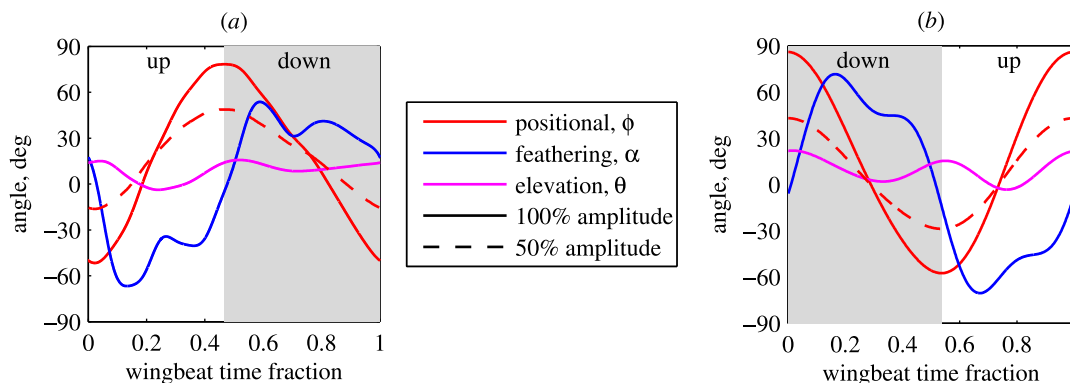 (a)
angle, deg
90
60
30
0
−30
−60
−90
up
down
0
0.2
0.4
0.6
0.8
1
wingbeat time fraction
positional, ϕ
feathering, α
elevation, θ
100% amplitude
50% amplitude
(b)
angle, deg
90
60
30
0
−30
−60
−90
down
up
0
0.2
0.4
0.6
0.8
wingbeat time fraction